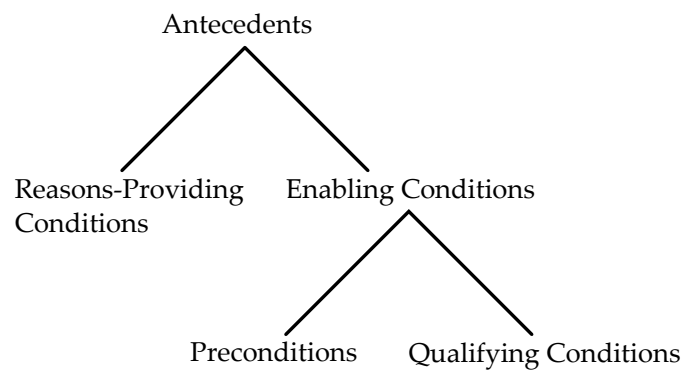 Antecedents
Reasons-Providing
Conditions
Enabling Conditions
Preconditions
Qualifying Conditions